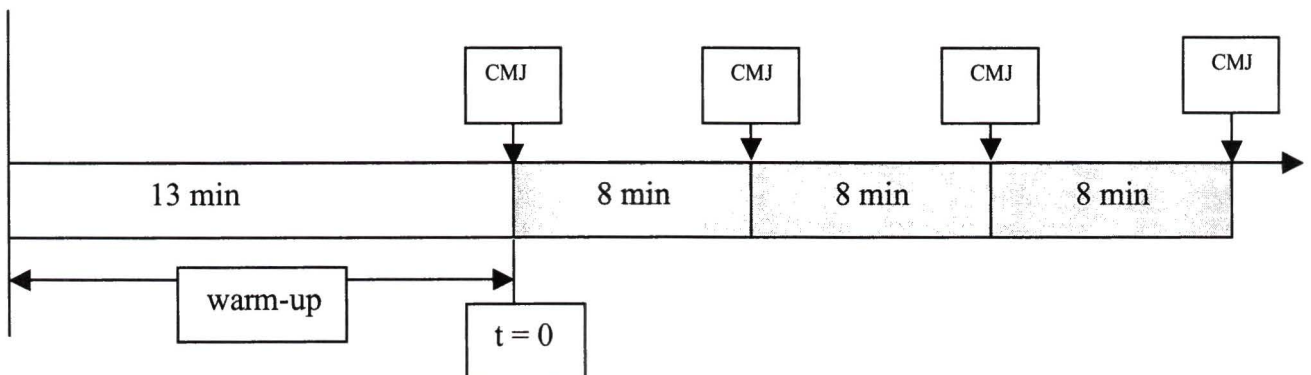 CMJ
CMJ
CMJ
CMJ
13 min
8 min
8 min
8 min
warm-up
t = 0